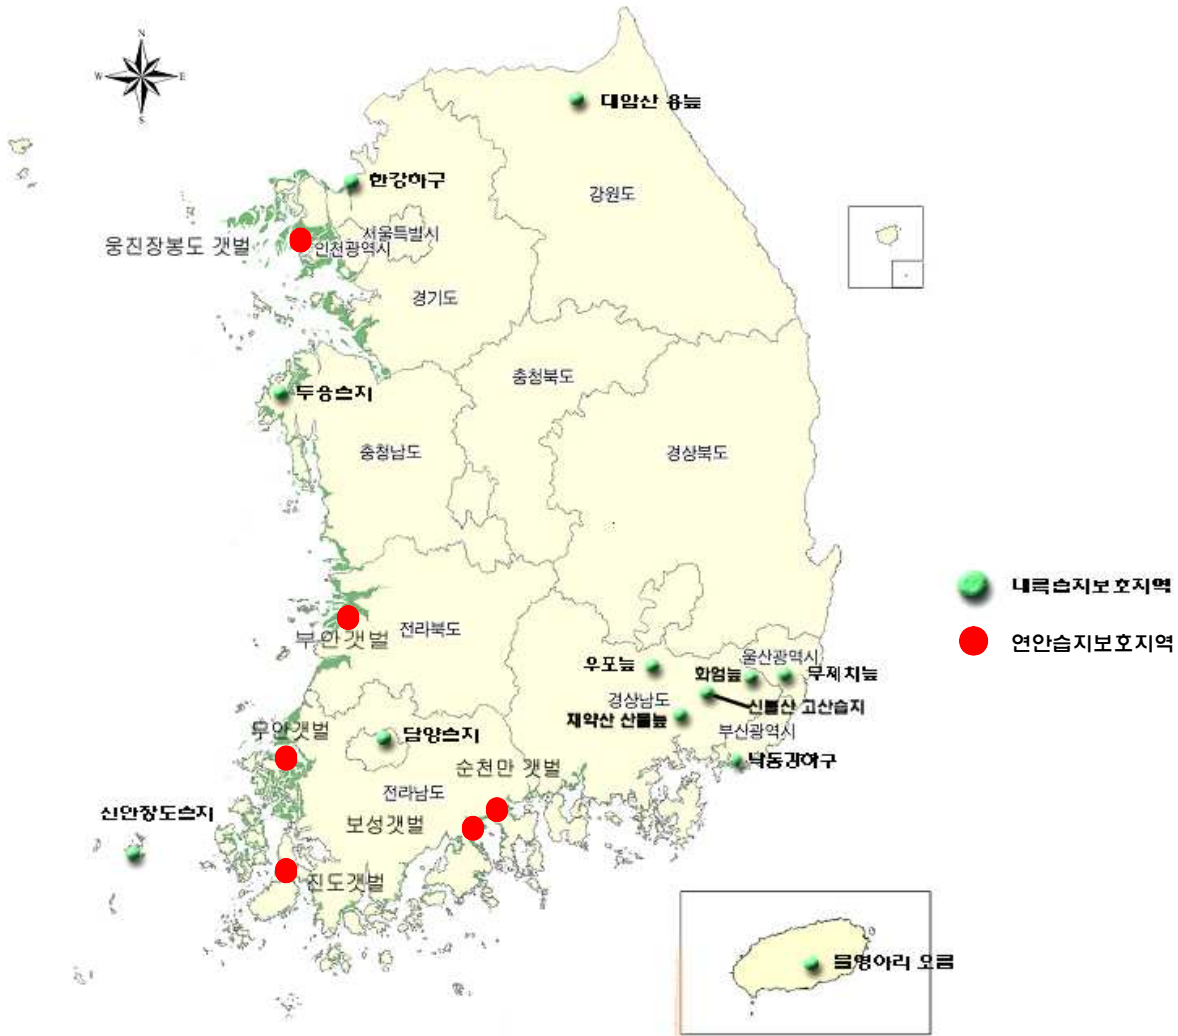 N
W E
S
대암산 용늪
한강하구
강원도
서울특별시
옹진장봉도 갯벌
인천광역시
경기도
충청북도
두웅습지
충청남도
경상북도
내륙습지보호지역
부안갯벌
전라북도
연안습지보호지역
우포늪
화엄늪
울산광역시
무제치늪
경상남도
신불산 고산습지
재약산 산들늪
무안갯벌
담양습지
부산광역시
순천만 갯벌
낙동강하구
전라남도
신안장도습지
보성갯벌
진도갯벌
물영아리 오름